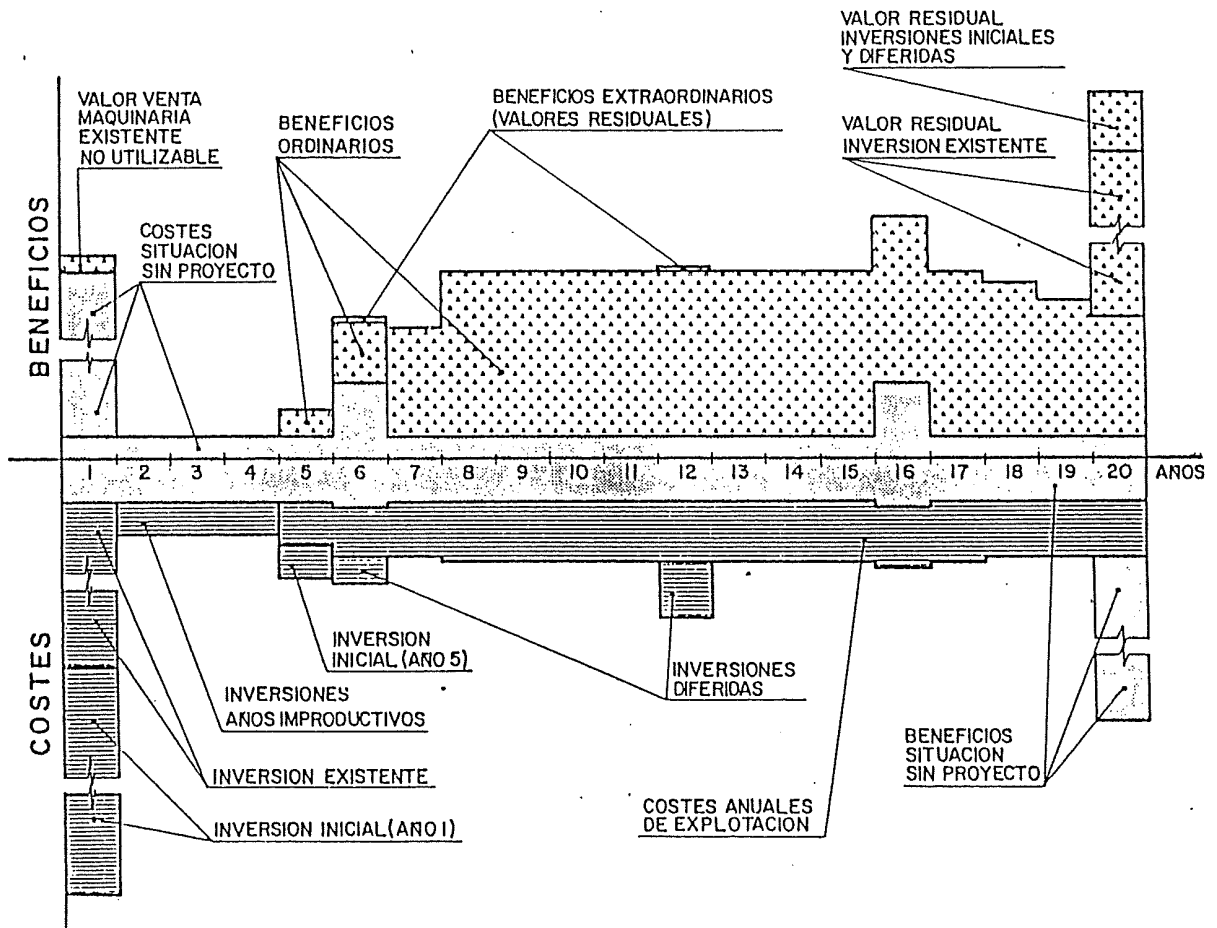 VALOR RESIDUAL
INVERSIONES INICIALES
Y DIFERIDAS
VALOR VENTA
MAQUINARIA
EXISTENTE
NO UTILIZABLE
BENEFICIOS
ORDINARIOS
BENEFICIOS EXTRAORDINARIOS
(VALORES RESIDUALES)
VALOR RESIDUAL
INVERSION EXISTENTE
COSTES
SITUACION
SIN PROYECTO
BENEFICIOS
1 2 3 4 5 6 7 8 9 10 11 12 13 14 15 16 17 18 19 20 AÑOS
COSTES
INVERSION
INICIAL (AÑO 5)
INVERSIONES
DIFERIDAS
INVERSIONES
AÑOS IMPRODUCTIVOS
BENEFICIOS
SITUACION
SIN PROYECTO
INVERSION EXISTENTE
COSTES ANUALES
DE EXPLOTACION
INVERSION INICIAL (AÑO I)